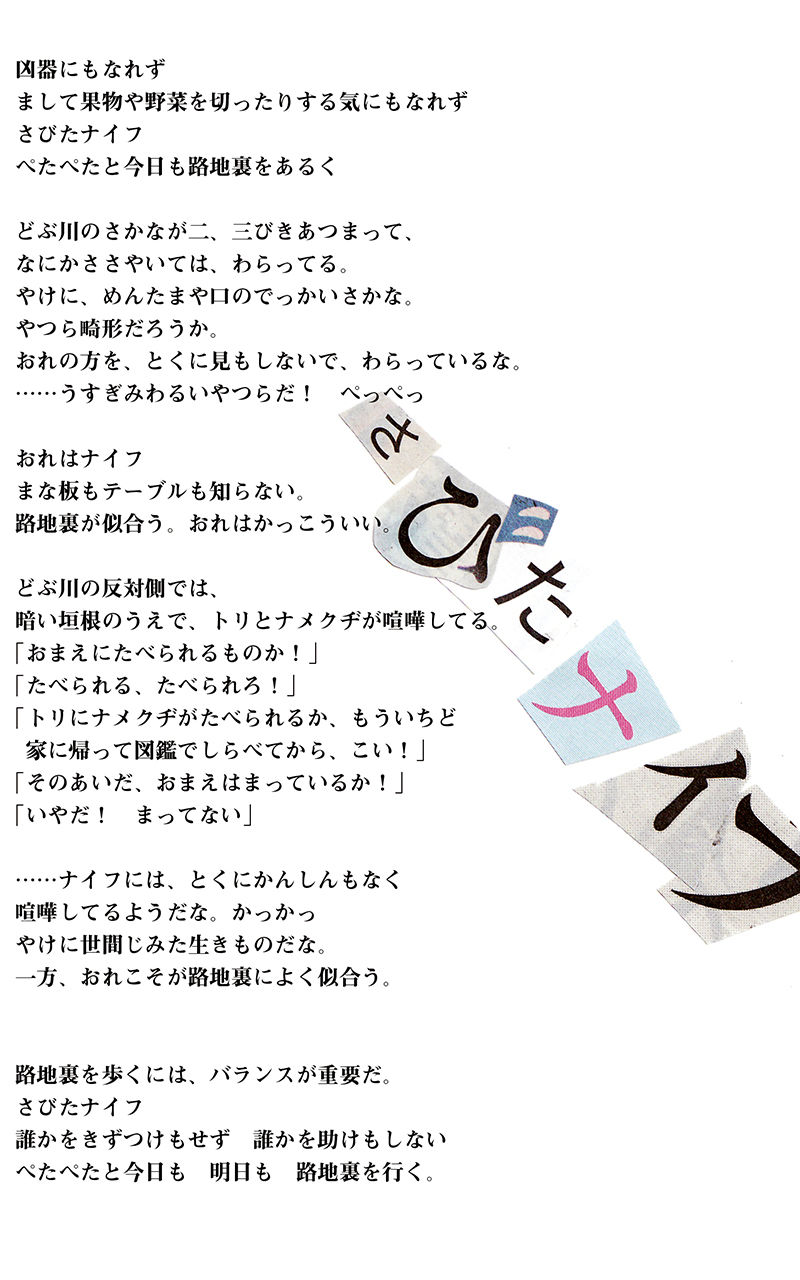 凶器にもなれず
まして果物や野菜を切ったりする気にもなれず
さびたナイフ
ぺたぺたと今日も路地裏をあるく
どぶ川のさかなが二、三びきあつまって、
なにかささやいては、わらってる。
やけに、めんたまや口のでっかいさかな。
やつら畸形だろうか。
おれの方を、とくに見もしないで、わらっているな。
……うすぎみわるいやつらだ！　ぺっぺっ
おれはナイフ
まな板もテーブルも知らない。
路地裏が似合う。おれはかっこういい。
どぶ川の反対側では、
暗い垣根のうえで、トリとナメクヂが喧嘩してる。
「おまえにたべられるものか！」
「たべられる、たべられろ！」
「トリにナメクヂがたべられるか、もういちど
家に帰って図鑑でしらべてから、こい！」
「そのあいだ、おまえはまっているか！」
「いやだ！　まってない」
……ナイフには、とくにかんしんもなく
喧嘩してるようだな。かっかっ
やけに世間じみた生きものだな。
一方、おれこそが路地裏によく似合う。
路地裏を歩くには、バランスが重要だ。
さびたナイフ
誰かをきずつけもせず　誰かを助けもしない
ぺたぺたと今日も　明日も　路地裏を行く。
さびたナイフ